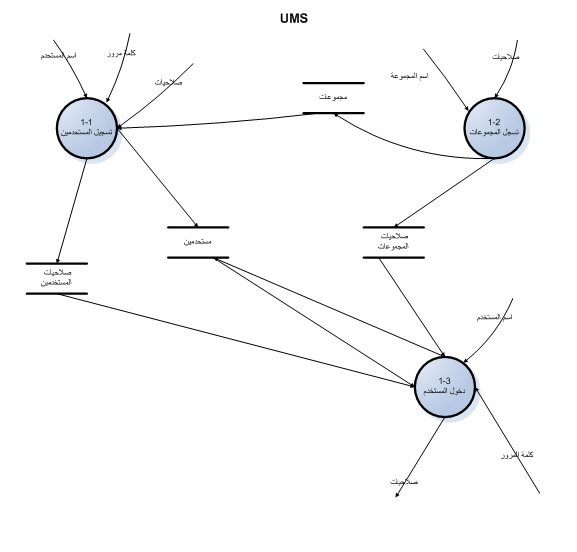 UMS
اسم المستخدم
كلمة مرور
صلاحيات
1-1
تسجيل المستخدمين
مجموعات
اسم المجموعة
صلاحيات
1-2
تسجل المجموعات
مستخدمين
صلاحيات
المجموعات
صلاحيات
المستخدمين
اسم المستخدم
1-3
دخول المستخدم
كلمة المرور
صلاحيات